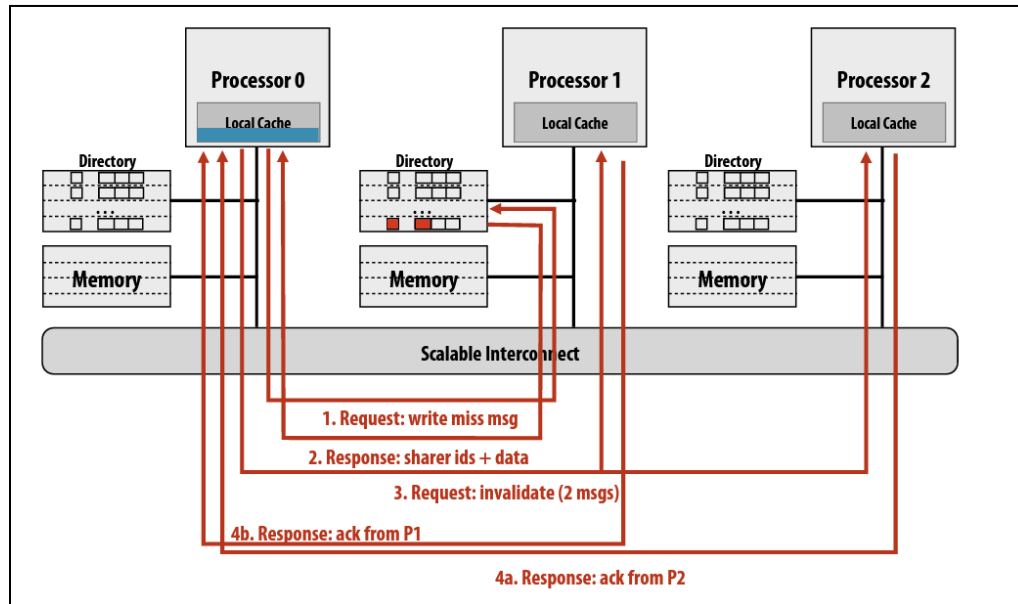 Processor 0
Processor 1
Processor 2
Local Cache
Local Cache
Local Cache
Directory
Directory
Directory
...
...
...
Memory
Memory
Memory
Scalable Interconnect
1. Request: write miss msg
2. Response: sharer ids + data
3. Request: invalidate (2 msgs)
4b. Response: ack from P1
4a. Response: ack from P2